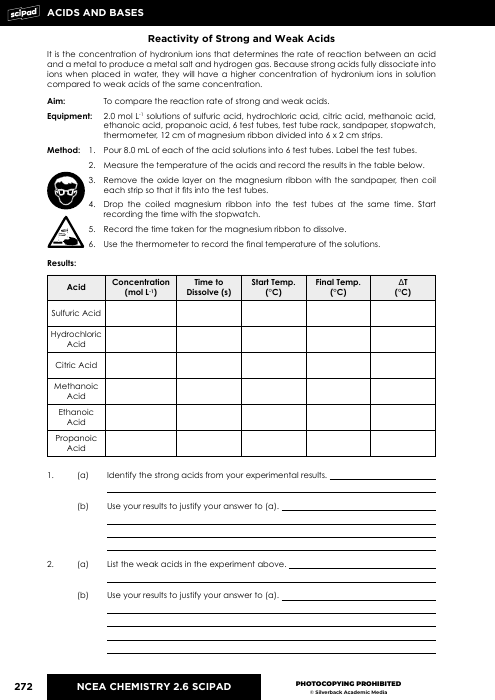 scipad ACIDS AND BASES
Reactivity of Strong and Weak Acids
It is the concentration of hydronium ions that determines the rate of reaction between an acid
and a metal to produce a metal salt and hydrogen gas. Because strong acids fully dissociate into
ions when placed in water, they will have a higher concentration of hydronium ions in solution
compared to weak acids of the same concentration.
Aim: To compare the reaction rate of strong and weak acids.
Equipment: 2.0 mol L⁻¹ solutions of sulfuric acid, hydrochloric acid, citric acid, methanoic acid,
ethanoic acid, propanoic acid, 6 test tubes, test tube rack, sandpaper, stopwatch,
thermometer, 12 cm of magnesium ribbon divided into 6 x 2 cm strips.
Method: 1. Pour 8.0 mL of each of the acid solutions into 6 test tubes. Label the test tubes.
2. Measure the temperature of the acids and record the results in the table below.
3. Remove the oxide layer on the magnesium ribbon with the sandpaper, then coil
each strip so that it fits into the test tubes.
4. Drop the coiled magnesium ribbon into the test tubes at the same time. Start
recording the time with the stopwatch.
5. Record the time taken for the magnesium ribbon to dissolve.
6. Use the thermometer to record the final temperature of the solutions.
Results:
Acid Concentration (mol L⁻¹) Time to Dissolve (s) Start Temp. (°C) Final Temp. (°C) ΔT (°C)
Sulfuric Acid
Hydrochloric
Acid
Citric Acid
Methanoic
Acid
Ethanoic
Acid
Propanoic
Acid
1. (a) Identify the strong acids from your experimental results.
(b) Use your results to justify your answer to (a).
2. (a) List the weak acids in the experiment above.
(b) Use your results to justify your answer to (a).
272 NCEA CHEMISTRY 2.6 SCIPAD PHOTOCOPYING PROHIBITED
© Silverback Academic Media